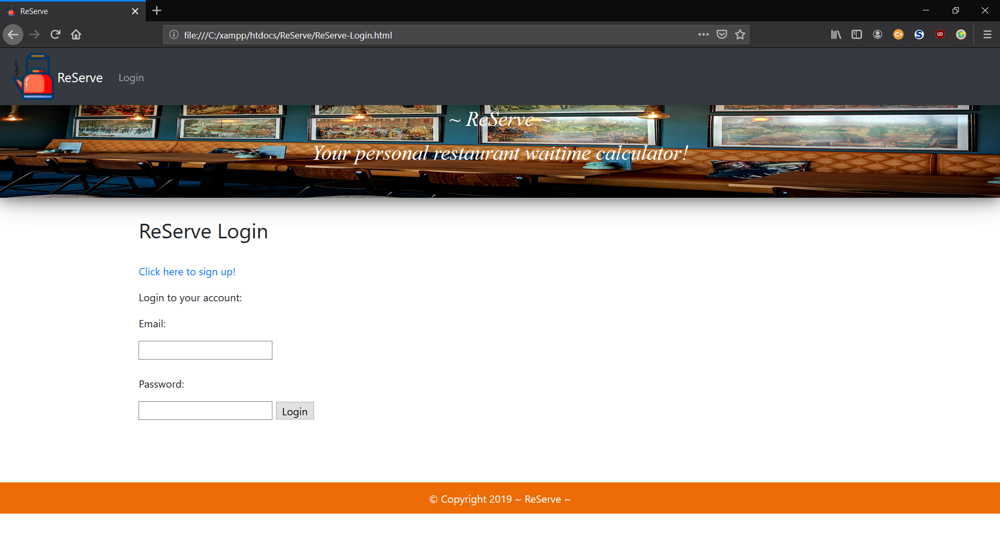 ReServe
file:///C:/xampp/htdocs/ReServe/ReServe-Login.html
ReServe Login
~ ReServe ~
Your personal restaurant waitime calculator!
ReServe Login
Click here to sign up!
Login to your account:
Email:
Password:
Login
© Copyright 2019 ~ ReServe ~